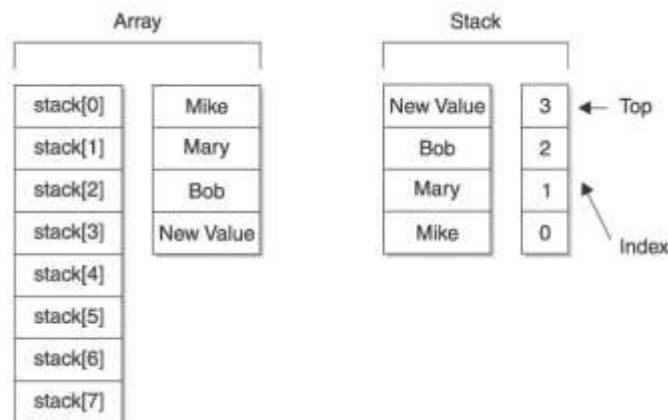 Array Stack
stack[0] Mike New Value 3 Top
stack[1] Mary Bob 2
stack[2] Bob Mary 1
stack[3] New Value Mike 0 Index
stack[4]
stack[5]
stack[6]
stack[7]